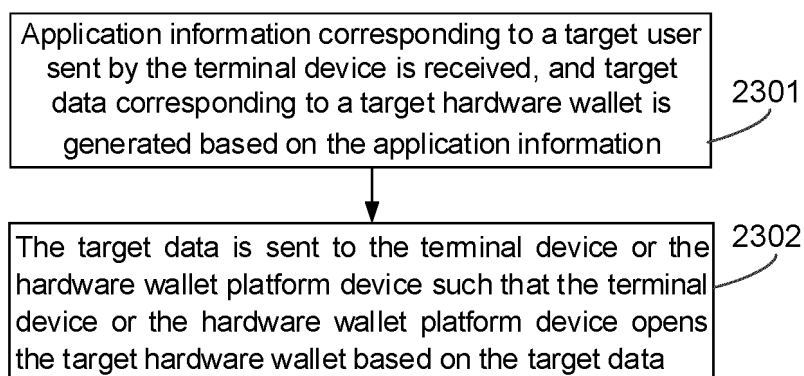 Application information corresponding to a target user
sent by the terminal device is received, and target
data corresponding to a target hardware wallet is
generated based on the application information
2301
The target data is sent to the terminal device or the
hardware wallet platform device such that the terminal
device or the hardware wallet platform device opens
the target hardware wallet based on the target data
2302